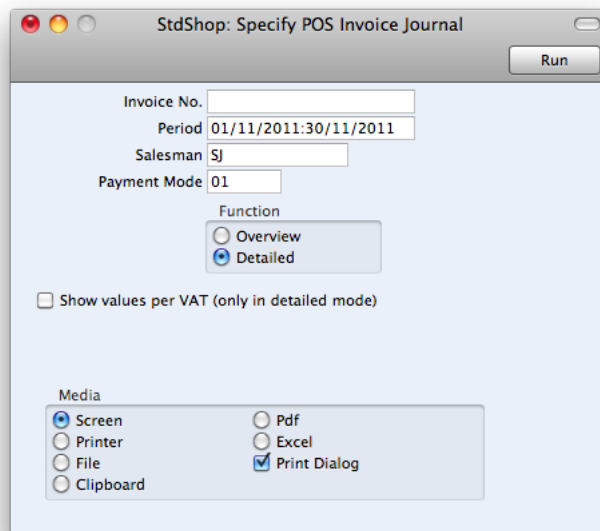 StdShop: Specify POS Invoice Journal
Run
Invoice No.
Period 01/11/2011:30/11/2011
Salesman SJ
Payment Mode 01
Function
Overview
Detailed
Show values per VAT (only in detailed mode)
Media
Screen Pdf
Printer Excel
File Print Dialog
Clipboard